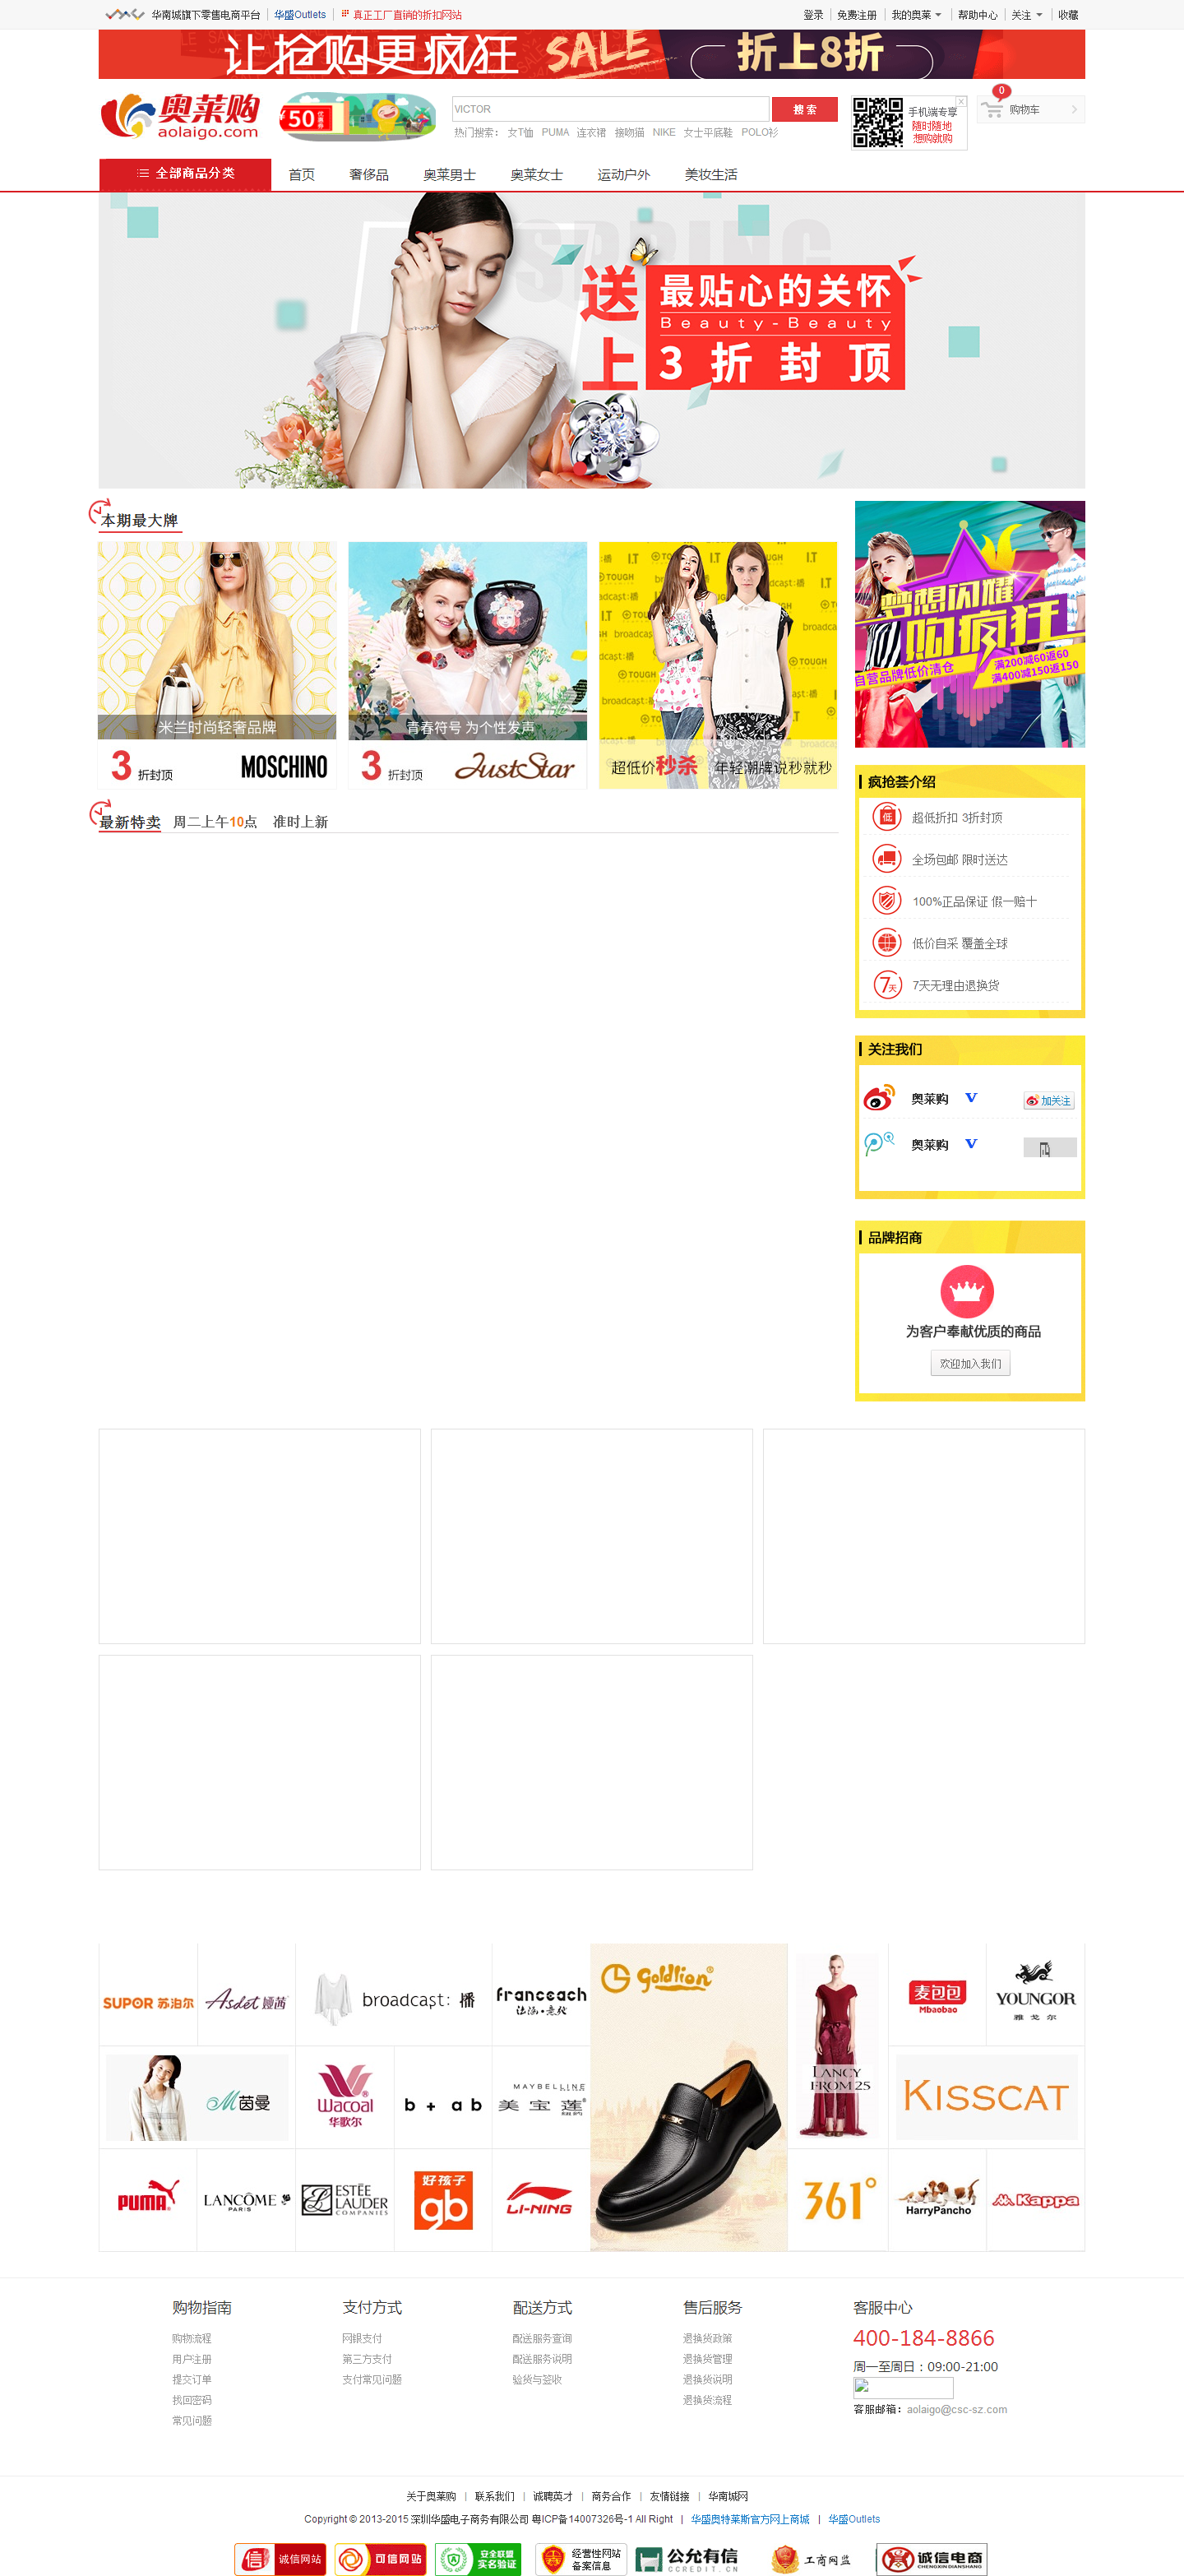 华南城旗下零售电商平台 华盛Outlets 真正工厂直销的折扣网站 登录 免费注册 我的奥莱 帮助中心 关注 收藏
让抢购更疯狂 SALE 折上8折
奥莱购
aolaigo.com
50 优惠券
VICTOR
搜 索
热门搜索: 女T恤 PUMA 连衣裙 接吻猫 NIKE 女士平底鞋 POLO衫
手机端专享
随时随地
想购就购
0
购物车
全部商品分类 首页 奢侈品 奥莱男士 奥莱女士 运动户外 美妆生活
SPRING
送上
最贴心的关怀
Beauty-Beauty
3折封顶
本期最大牌
米兰时尚轻奢品牌
3 折封顶 MOSCHINO
青春符号 为个性发声
3 折封顶 JustStar
I.T
TOUGH
broadcast:播
超低价秒杀 年轻潮牌说秒就秒
梦想闪耀
购疯狂
自营品牌低价清仓
满200减60返60
满400减150返150
最新特卖 周二上午10点 准时上新
疯抢荟介绍
低 超低折扣 3折封顶
全场包邮 限时送达
100%正品保证 假一赔十
低价自采 覆盖全球
7天 7天无理由退换货
关注我们
奥莱购 V 加关注
奥莱购 V
品牌招商
为客户奉献优质的商品
欢迎加入我们
SUPOR 苏泊尔
Asdet 娅茜
broadcast: 播
franceach
法涵·意代
goldlion
LANCY
FROM 25
麦包包
Mbaobao
YOUNGOR
雅戈尔
茵曼
Wacoal
华歌尔
b + ab
MAYBELLINE
美宝莲
纽约
KISSCAT
PUMA
LANCÔME
PARIS
ESTĒE
LAUDER
COMPANIES
好孩子
gb
LI-NING
361°
HarryPancho
Kappa
购物指南
购物流程
用户注册
提交订单
找回密码
常见问题
支付方式
网银支付
第三方支付
支付常见问题
配送方式
配送服务查询
配送服务说明
验货与签收
售后服务
退换货政策
退换货管理
退换货说明
退换货流程
客服中心
400-184-8866
周一至周日：09:00-21:00
客服邮箱：aolaigo@csc-sz.com
关于奥莱购 | 联系我们 | 诚聘英才 | 商务合作 | 友情链接 | 华南城网
Copyright © 2013-2015 深圳华盛电子商务有限公司 粤ICP备14007326号-1 All Right | 华盛奥特莱斯官方网上商城 | 华盛Outlets
信 诚信网站
可信网站
安全联盟
实名验证
经营性网站
备案信息
公允有信
CCREDIT.CN
工商网监
诚信电商
CHENGXINDIANSHANG